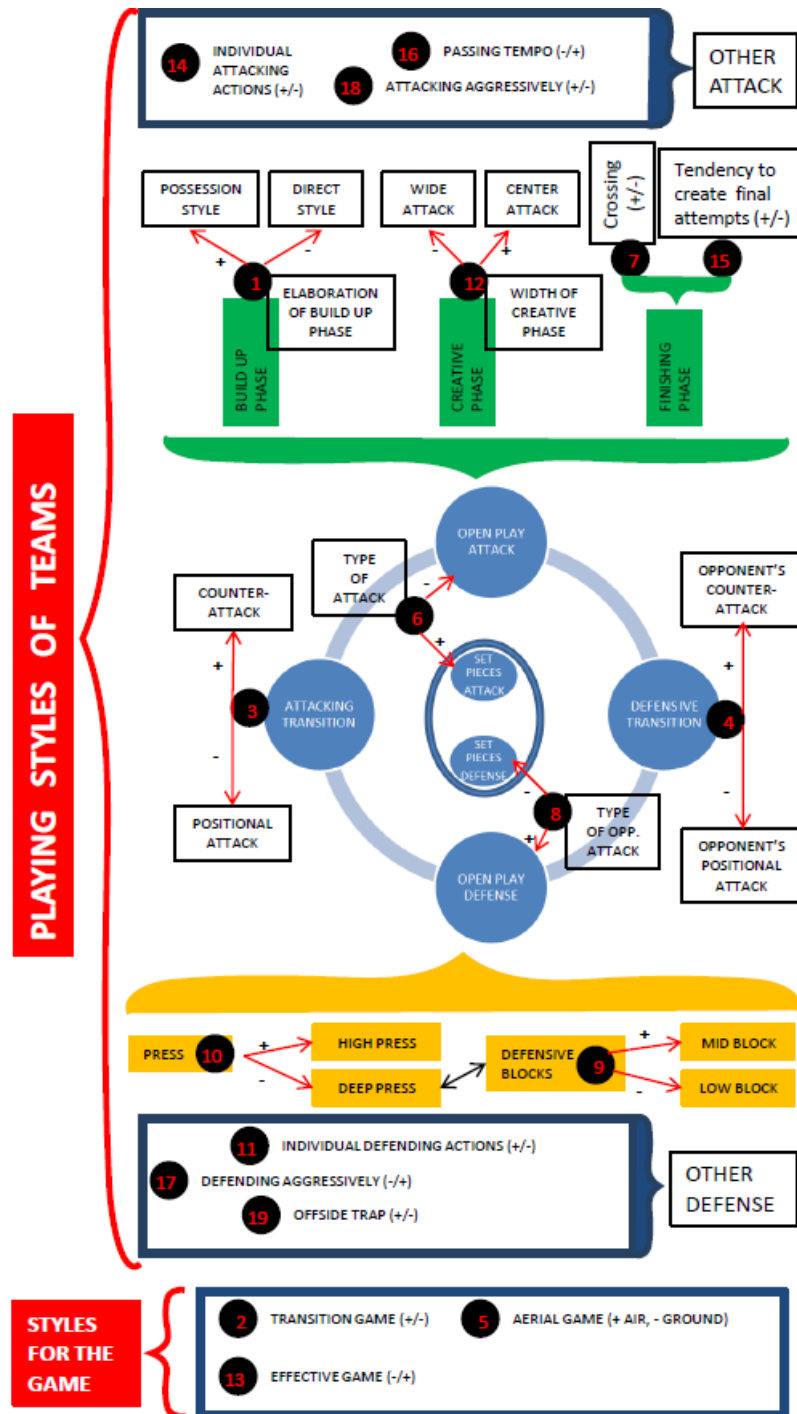 PLAYING STYLES OF TEAMS
14
INDIVIDUAL
ATTACKING
ACTIONS (+/-)
16
PASSING TEMPO (-/+)
18
ATTACKING AGGRESSIVELY (+/-)
OTHER
ATTACK
POSSESSION
STYLE
DIRECT
STYLE
WIDE
ATTACK
CENTER
ATTACK
Crossing
(+/-)
Tendency to
create final
attempts (+/-)
+
-
-
+
1
12
7
15
ELABORATION
OF BUILD UP
PHASE
WIDTH OF
CREATIVE
PHASE
BUILD UP
PHASE
CREATIVE
PHASE
FINISHING
PHASE
OPEN PLAY
ATTACK
TYPE
OF
ATTACK
-
6
+
COUNTER-
ATTACK
OPPONENT'S
COUNTER-
ATTACK
+
+
SET
PIECES
ATTACK
3
ATTACKING
TRANSITION
DEFENSIVE
TRANSITION
4
-
-
SET
PIECES
DEFENSE
-
8
+
TYPE
OF OPP.
ATTACK
POSITIONAL
ATTACK
OPPONENT'S
POSITIONAL
ATTACK
OPEN PLAY
DEFENSE
PRESS
10
+
-
HIGH PRESS
DEEP PRESS
DEFENSIVE
BLOCKS
9
+
-
MID BLOCK
LOW BLOCK
11
INDIVIDUAL DEFENDING ACTIONS (+/-)
17
DEFENDING AGGRESSIVELY (-/+)
19
OFFSIDE TRAP (+/-)
OTHER
DEFENSE
STYLES
FOR THE
GAME
2
TRANSITION GAME (+/-)
5
AERIAL GAME (+ AIR, - GROUND)
13
EFFECTIVE GAME (-/+)